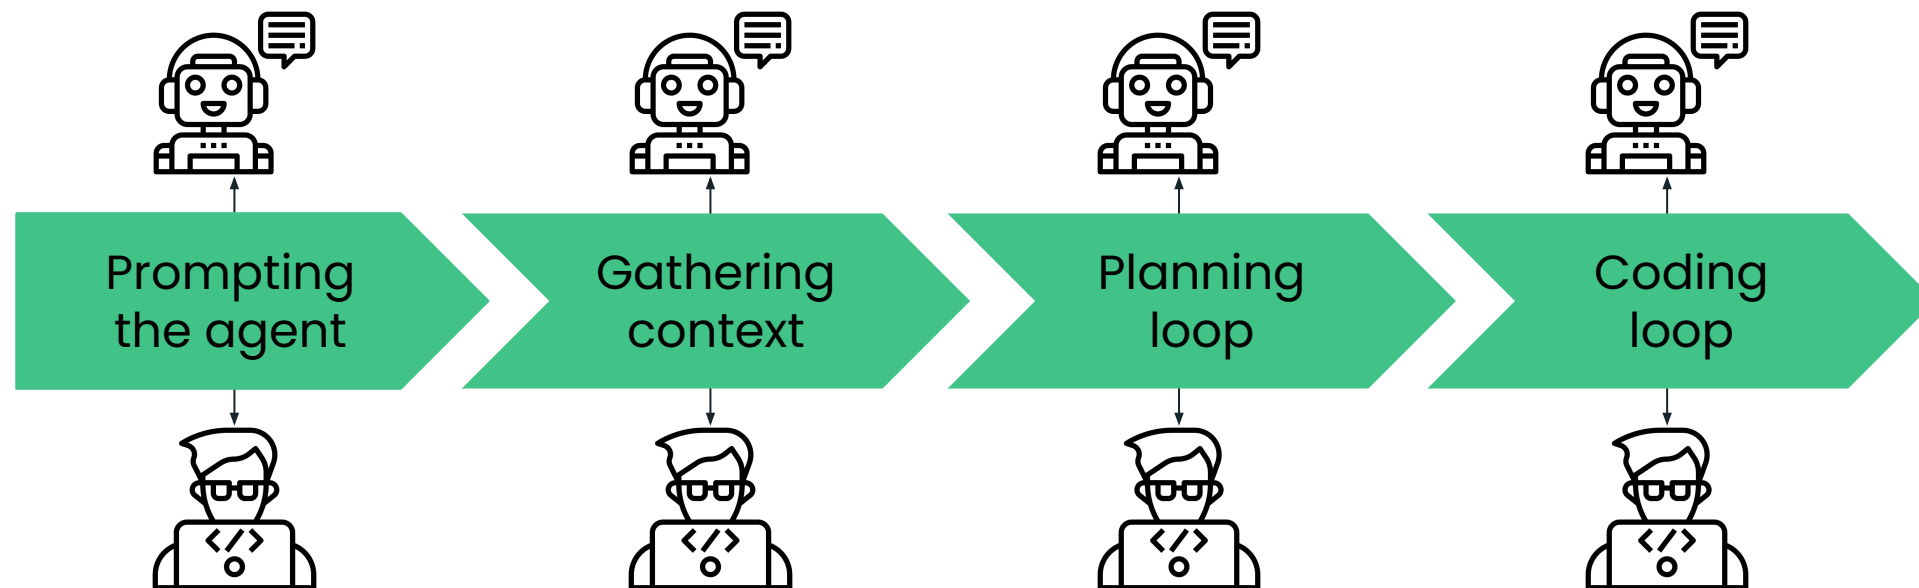 Prompting
the agent
Gathering
context
Planning
loop
Coding
loop